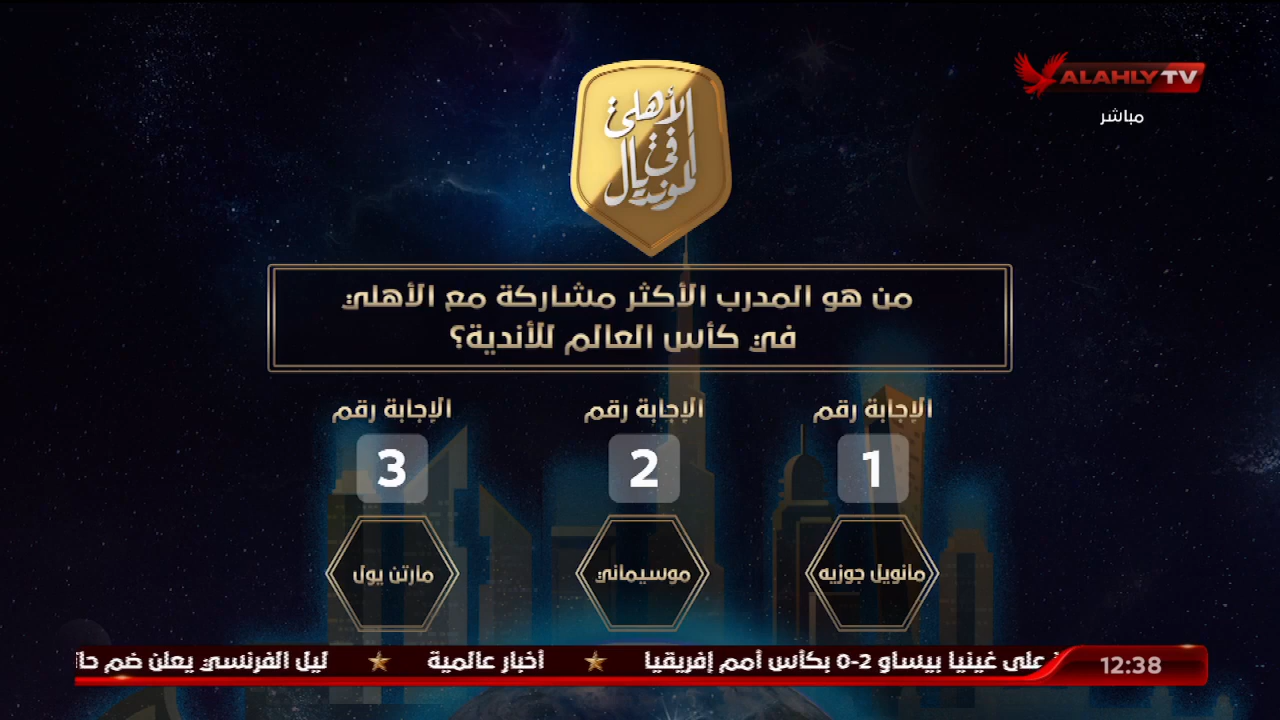 ALAHLY TV
مباشر
الأهلي
في
المونديال
من هو المدرب الأكثر مشاركة مع الأهلي
في كأس العالم للأندية؟
الإجابة رقم
1
مانويل جوزيه
الإجابة رقم
2
موسيماني
الإجابة رقم
3
مارتن يول
12:38
على غينيا بيساو 2-0 بكأس أمم إفريقيا ★ أخبار عالمية ★ ليل الفرنسي يعلن ضم